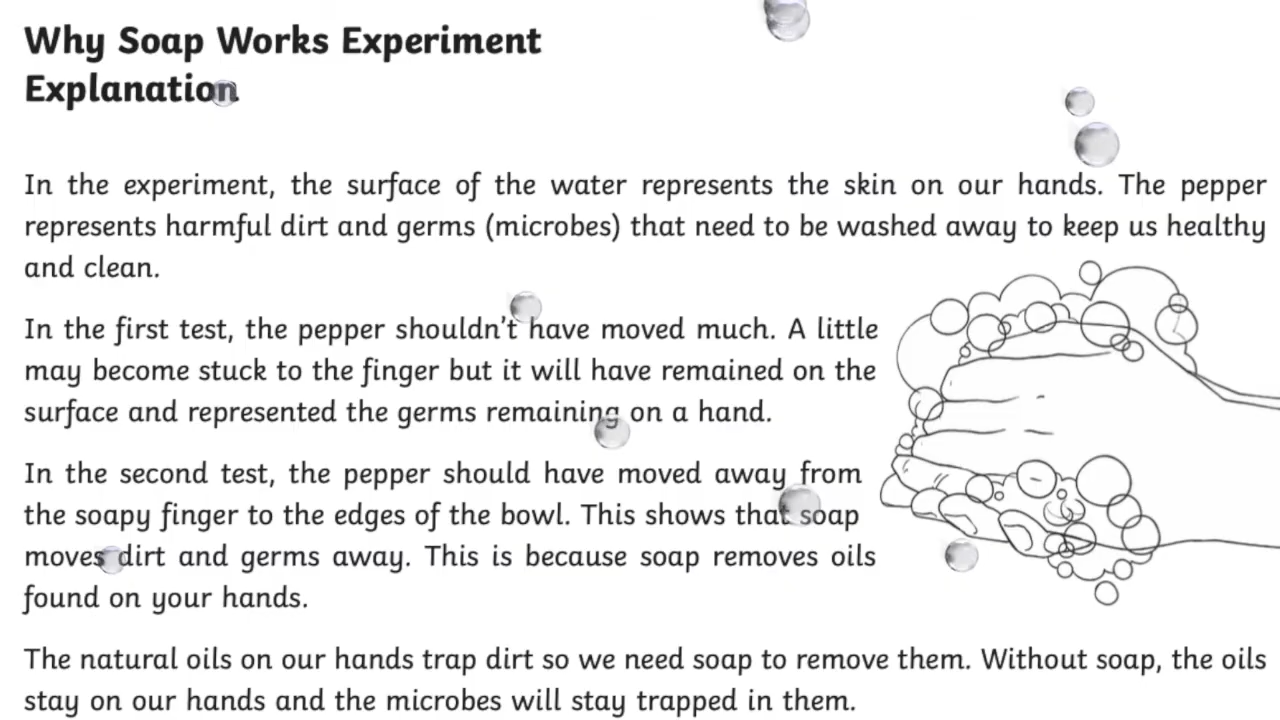 Why Soap Works Experiment
Explanation
In the experiment, the surface of the water represents the skin on our hands. The pepper
represents harmful dirt and germs (microbes) that need to be washed away to keep us healthy
and clean.
In the first test, the pepper shouldn't have moved much. A little
may become stuck to the finger but it will have remained on the
surface and represented the germs remaining on a hand.
In the second test, the pepper should have moved away from
the soapy finger to the edges of the bowl. This shows that soap
moves dirt and germs away. This is because soap removes oils
found on your hands.
The natural oils on our hands trap dirt so we need soap to remove them. Without soap, the oils
stay on our hands and the microbes will stay trapped in them.